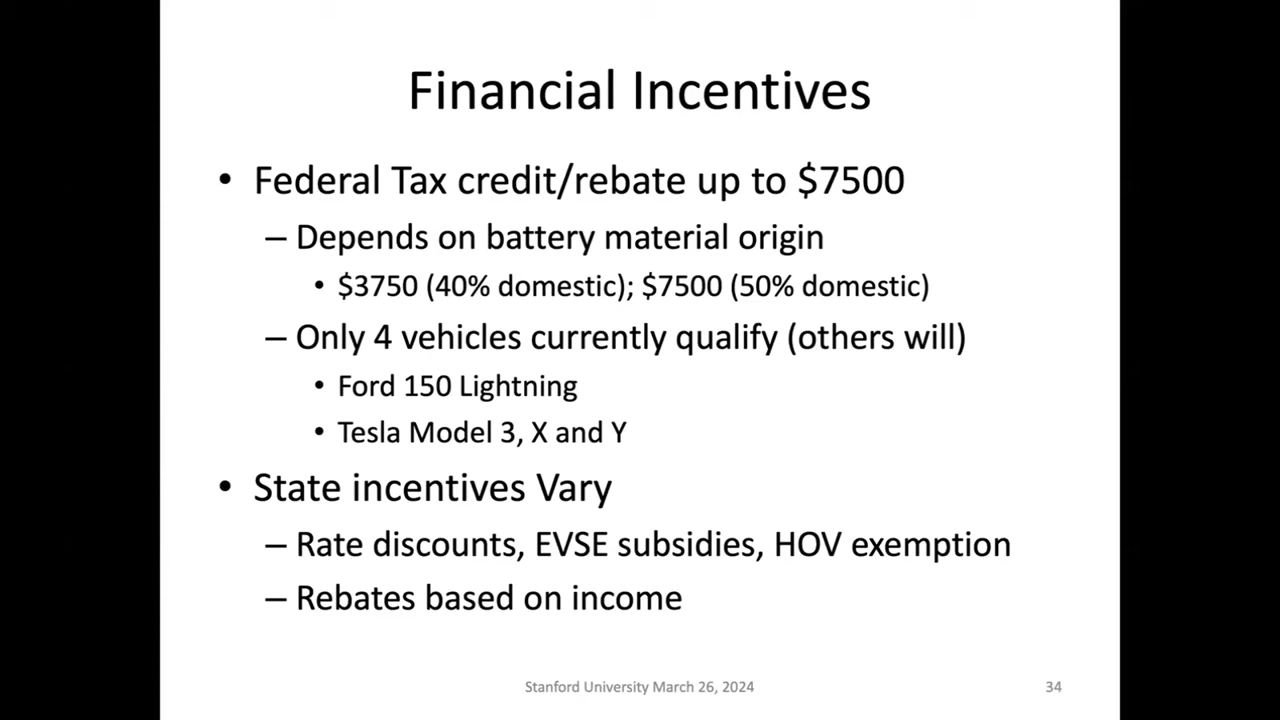 Financial Incentives
• Federal Tax credit/rebate up to $7500
– Depends on battery material origin
• $3750 (40% domestic); $7500 (50% domestic)
– Only 4 vehicles currently qualify (others will)
• Ford 150 Lightning
• Tesla Model 3, X and Y
• State incentives Vary
– Rate discounts, EVSE subsidies, HOV exemption
– Rebates based on income
Stanford University March 26, 2024
34